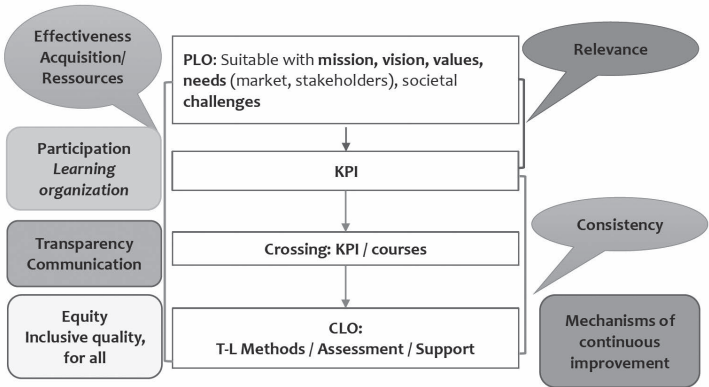 Effectiveness
Acquisition/
Ressources
PLO: Suitable with mission, vision, values,
needs (market, stakeholders), societal
challenges
Relevance
Participation
Learning
organization
KPI
Transparency
Communication
Crossing: KPI / courses
Consistency
Equity
Inclusive quality,
for all
CLO:
T-L Methods / Assessment / Support
Mechanisms of
continuous
improvement